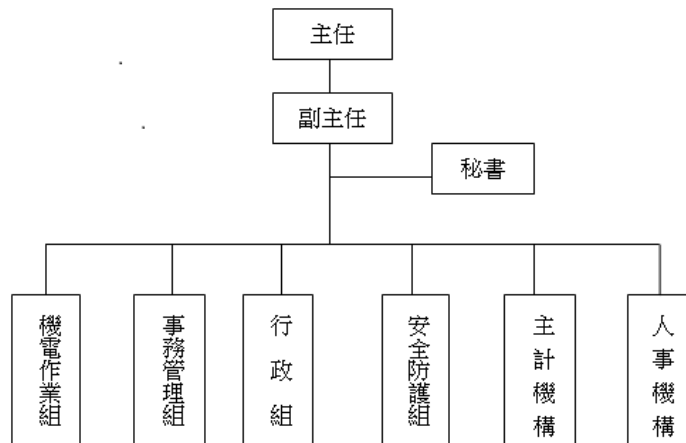 主任
副主任
秘書
機電作業組
事務管理組
行政組
安全防護組
主計機構
人事機構